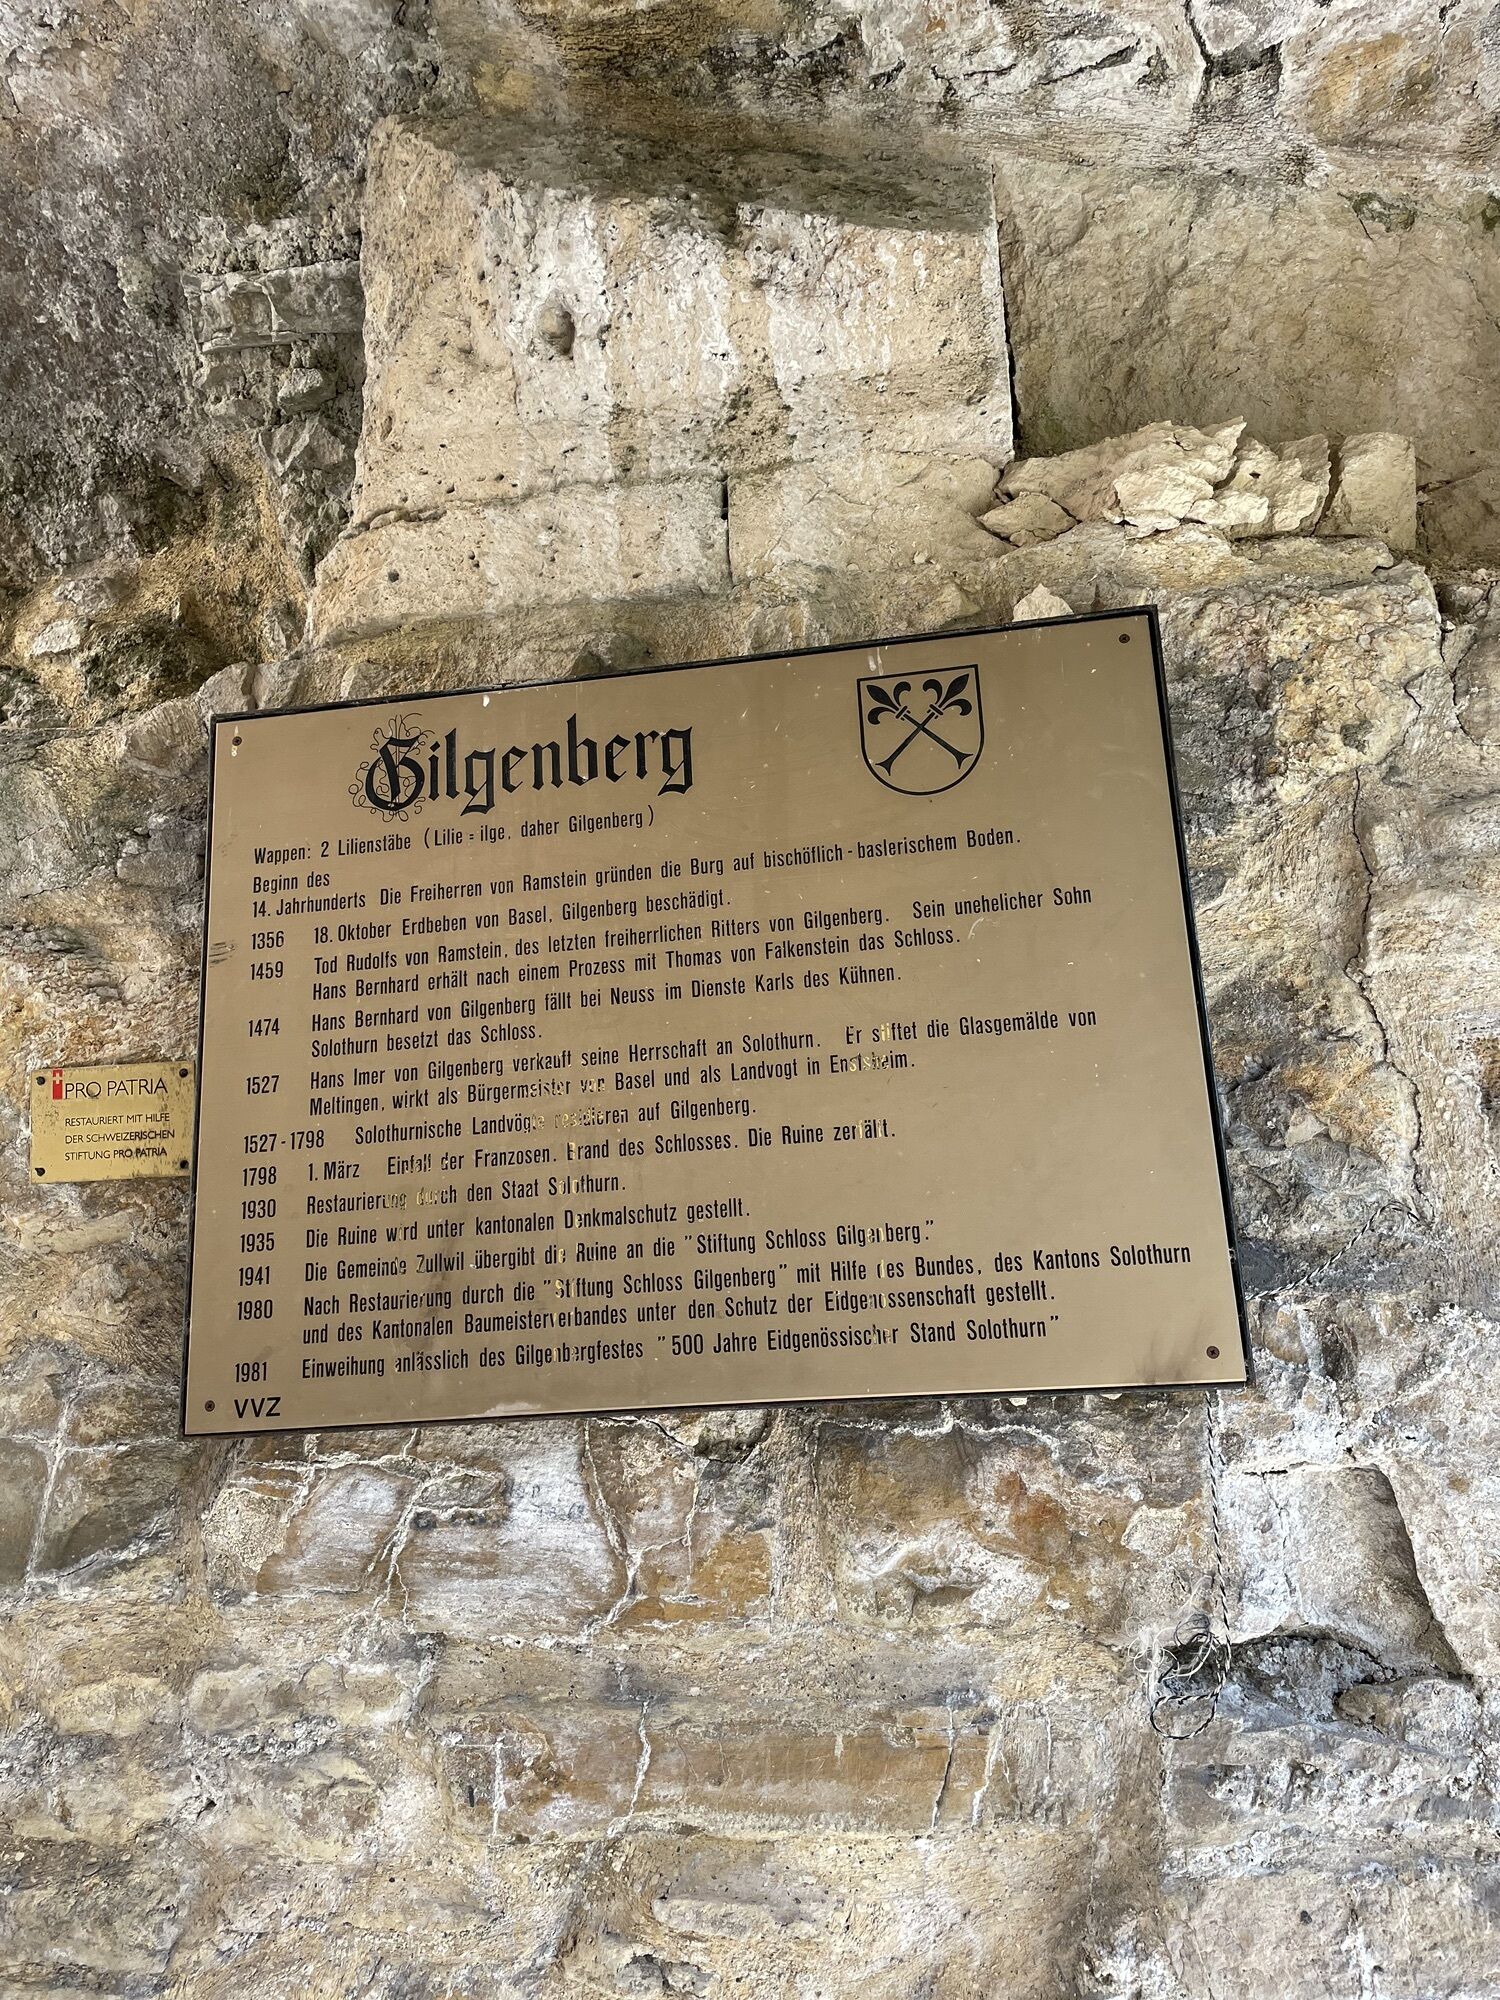 Gilgenberg
Wappen: 2 Lilienstäbe (Lilie = ilge, daher Gilgenberg)
Beginn des
14. Jahrhunderts Die Freiherren von Ramstein gründen die Burg auf bischöflich-baslerischem Boden.
1356 18. Oktober Erdbeben von Basel, Gilgenberg beschädigt.
1459 Tod Rudolfs von Ramstein, des letzten freiherrlichen Ritters von Gilgenberg. Sein unehelicher Sohn
Hans Bernhard erhält nach einem Prozess mit Thomas von Falkenstein das Schloss.
1474 Hans Bernhard von Gilgenberg fällt bei Neuss im Dienste Karls des Kühnen.
Solothurn besetzt das Schloss.
1527 Hans Imer von Gilgenberg verkauft seine Herrschaft an Solothurn. Er stiftet die Glasgemälde von
Meltingen, wirkt als Bürgermeister von Basel und als Landvogt in Ensisheim.
1527-1798 Solothurnische Landvögte residieren auf Gilgenberg.
1798 1. März Einfall der Franzosen. Brand des Schlosses. Die Ruine zerfällt.
1930 Restaurierung durch den Staat Solothurn.
1935 Die Ruine wird unter kantonalen Denkmalschutz gestellt.
1941 Die Gemeinde Zullwil übergibt die Ruine an die "Stiftung Schloss Gilgenberg."
1980 Nach Restaurierung durch die "Stiftung Schloss Gilgenberg" mit Hilfe des Bundes, des Kantons Solothurn
und des Kantonalen Baumeisterverbandes unter den Schutz der Eidgenossenschaft gestellt.
1981 Einweihung anlässlich des Gilgenbergfestes "500 Jahre Eidgenössischer Stand Solothurn"
VVZ
PRO PATRIA
RESTAURIERT MIT HILFE
DER SCHWEIZERISCHEN
STIFTUNG PRO PATRIA